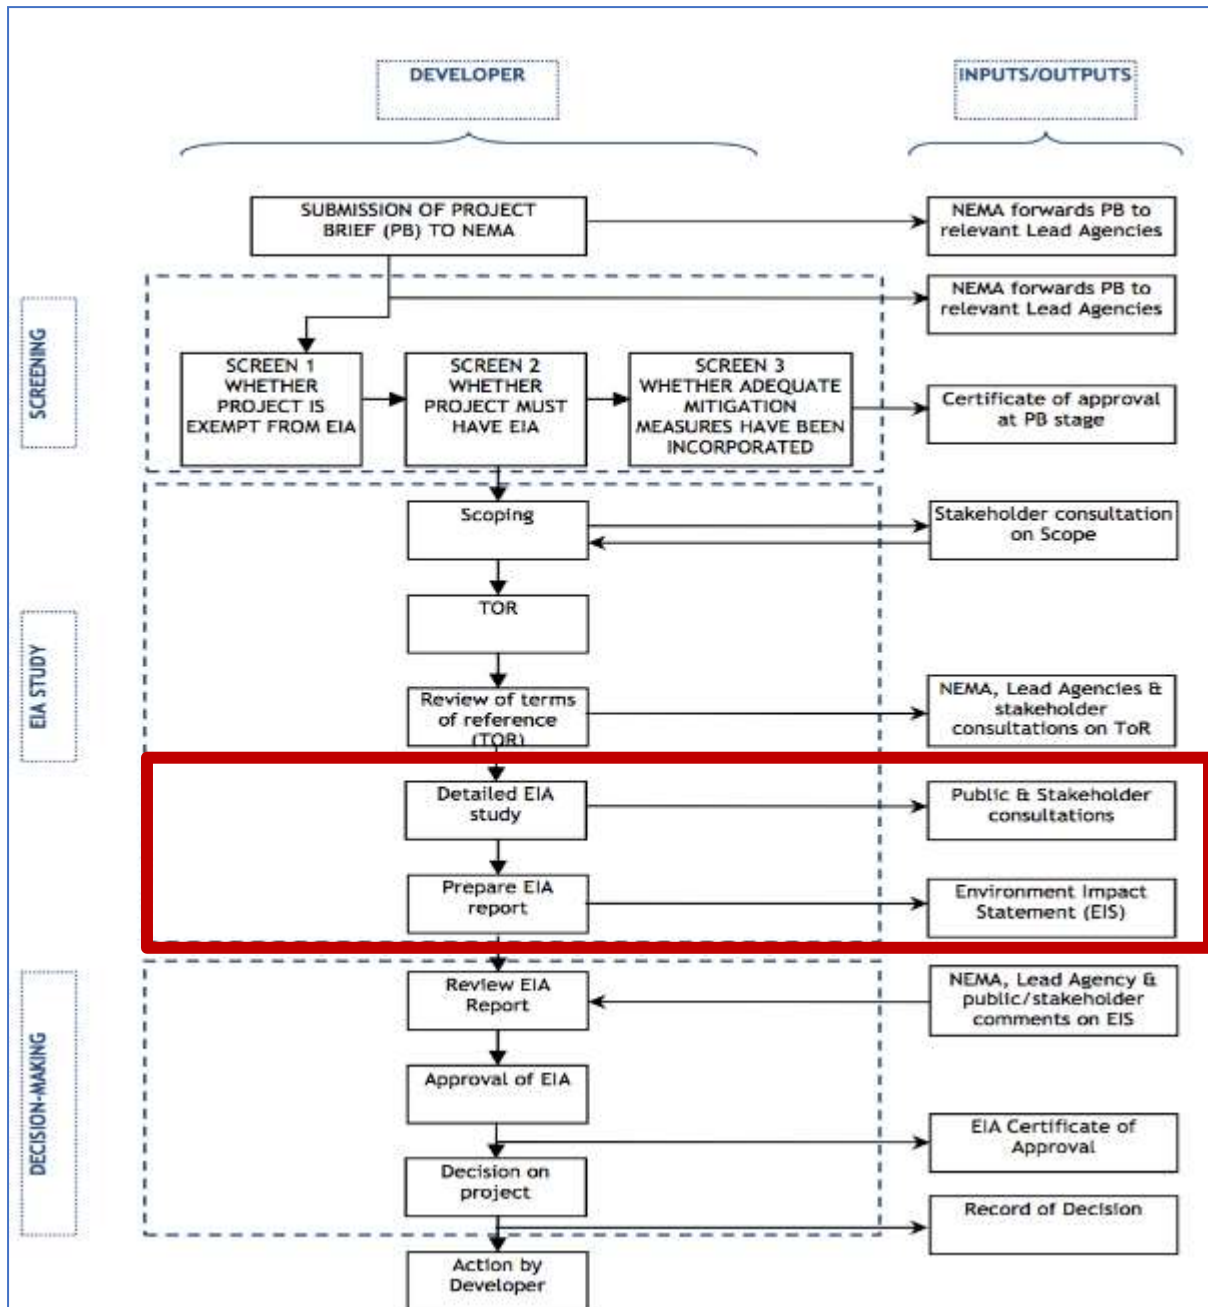 DEVELOPER
INPUTS/OUTPUTS
SUBMISSION OF PROJECT
BRIEF (PB) TO NEMA
NEMA forwards PB to
relevant Lead Agencies
NEMA forwards PB to
relevant Lead Agencies
SCREENING
SCREEN 1
WHETHER
PROJECT IS
EXEMPT FROM EIA
SCREEN 2
WHETHER
PROJECT MUST
HAVE EIA
SCREEN 3
WHETHER ADEQUATE
MITIGATION
MEASURES HAVE BEEN
INCORPORATED
Certificate of approval
at PB stage
EIA STUDY
Scoping
Stakeholder consultation
on Scope
TOR
Review of terms
of reference
(TOR)
NEMA, Lead Agencies &
stakeholder
consultations on ToR
Detailed EIA
study
Public & Stakeholder
consultations
Prepare EIA
report
Environment Impact
Statement (EIS)
DECISION-MAKING
Review EIA
Report
NEMA, Lead Agency &
public/stakeholder
comments on EIS
Approval of EIA
EIA Certificate of
Approval
Decision on
project
Record of Decision
Action by
Developer